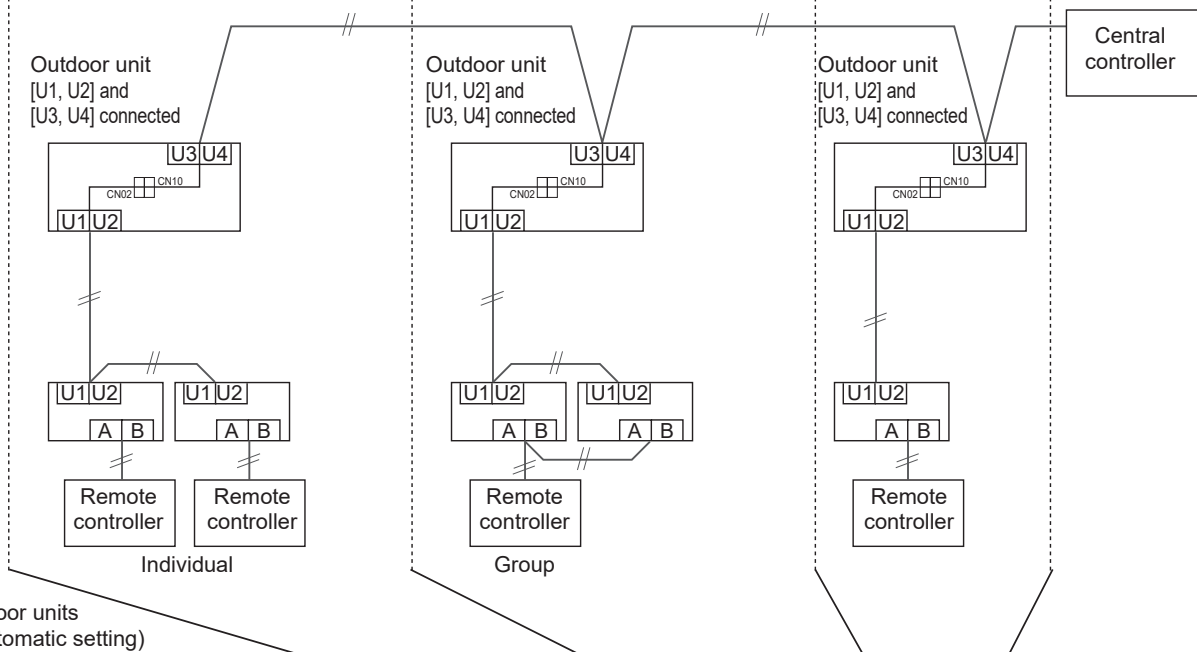 Central
controller
Outdoor unit
[U1, U2] and
[U3, U4] connected
Outdoor unit
[U1, U2] and
[U3, U4] connected
Outdoor unit
[U1, U2] and
[U3, U4] connected
U3 U4
U3 U4
U3 U4
CN02 CN10
CN02 CN10
CN02 CN10
U1 U2
U1 U2
U1 U2
U1 U2
U1 U2
U1 U2
U1 U2
U1 U2
A B
A B
A B
A B
A B
Remote
controller
Remote
controller
Remote
controller
Remote
controller
Individual
Group
oor units
tomatic setting)